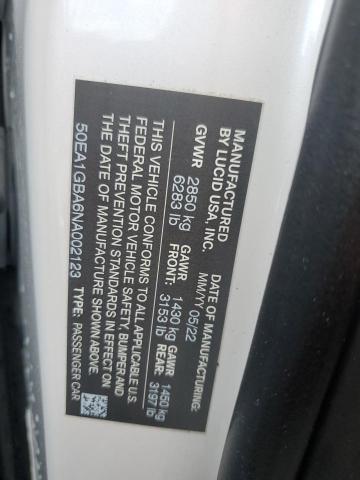 MANUFACTURED
BY LUCID USA, INC.
DATE OF MANUFACTURING:
MM/YY 05/22
GVWR 2850 kg
6283 lb
GAWR FRONT: 1430 kg
3153 lb
GAWR REAR: 1450 kg
3197 lb
THIS VEHICLE CONFORMS TO ALL APPLICABLE U.S.
FEDERAL MOTOR VEHICLE SAFETY, BUMPER AND
THEFT PREVENTION STANDARDS IN EFFECT ON
THE DATE OF MANUFACTURE SHOWN ABOVE.
50EA1GBA6NA002123 TYPE: PASSENGER CAR